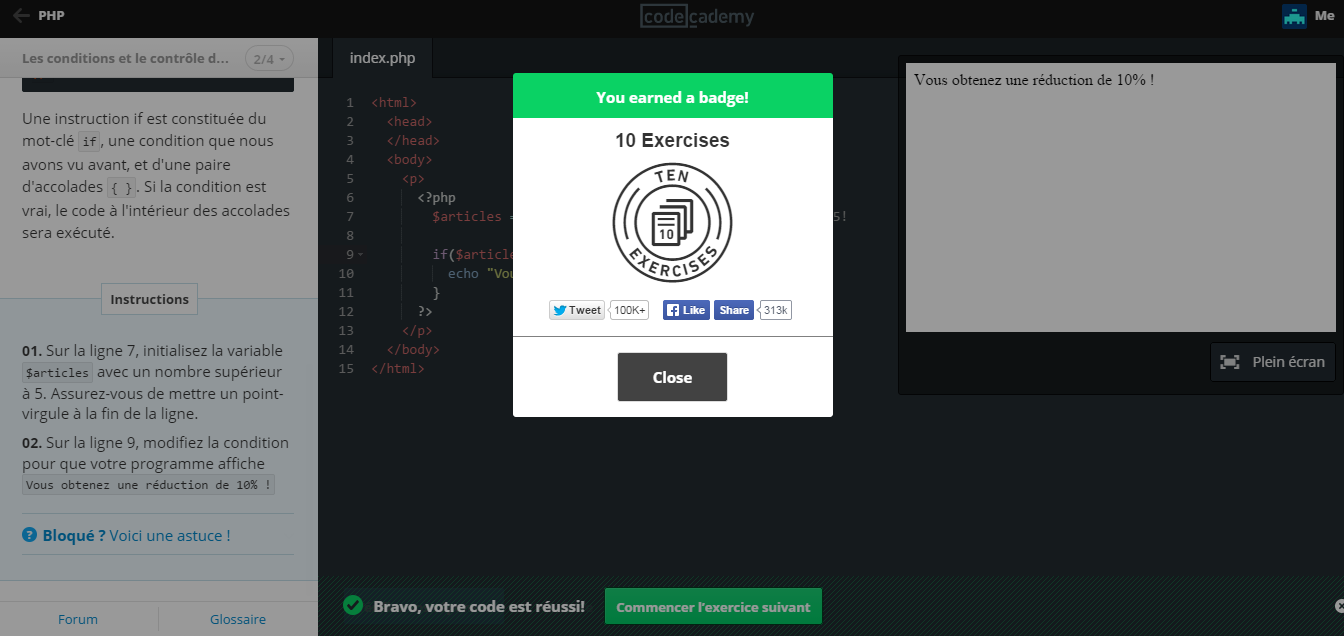 PHP
codecademy
Me
Les conditions et le contrôle d...
2/4
index.php
Une instruction if est constituée du
mot-clé if, une condition que nous
avons vu avant, et d'une paire
d'accolades { }. Si la condition est
vrai, le code à l'intérieur des accolades
sera exécuté.
Instructions
01. Sur la ligne 7, initialisez la variable
$articles avec un nombre supérieur
à 5. Assurez-vous de mettre un point-
virgule à la fin de la ligne.
02. Sur la ligne 9, modifiez la condition
pour que votre programme affiche
Vous obtenez une réduction de 10% !
Bloqué ? Voici une astuce !
Forum
Glossaire
1 <html>
2 <head>
3 </head>
4 <body>
5 <p>
6 <?php
7 $articles = 5!
8
9 if($article
10 echo "Vou
11 }
12 ?>
13 </p>
14 </body>
15 </html>
You earned a badge!
10 Exercises
TEN
10
EXERCISES
Tweet 100K+ Like Share 313k
Close
Vous obtenez une réduction de 10% !
Plein écran
Bravo, votre code est réussi!
Commencer l'exercice suivant